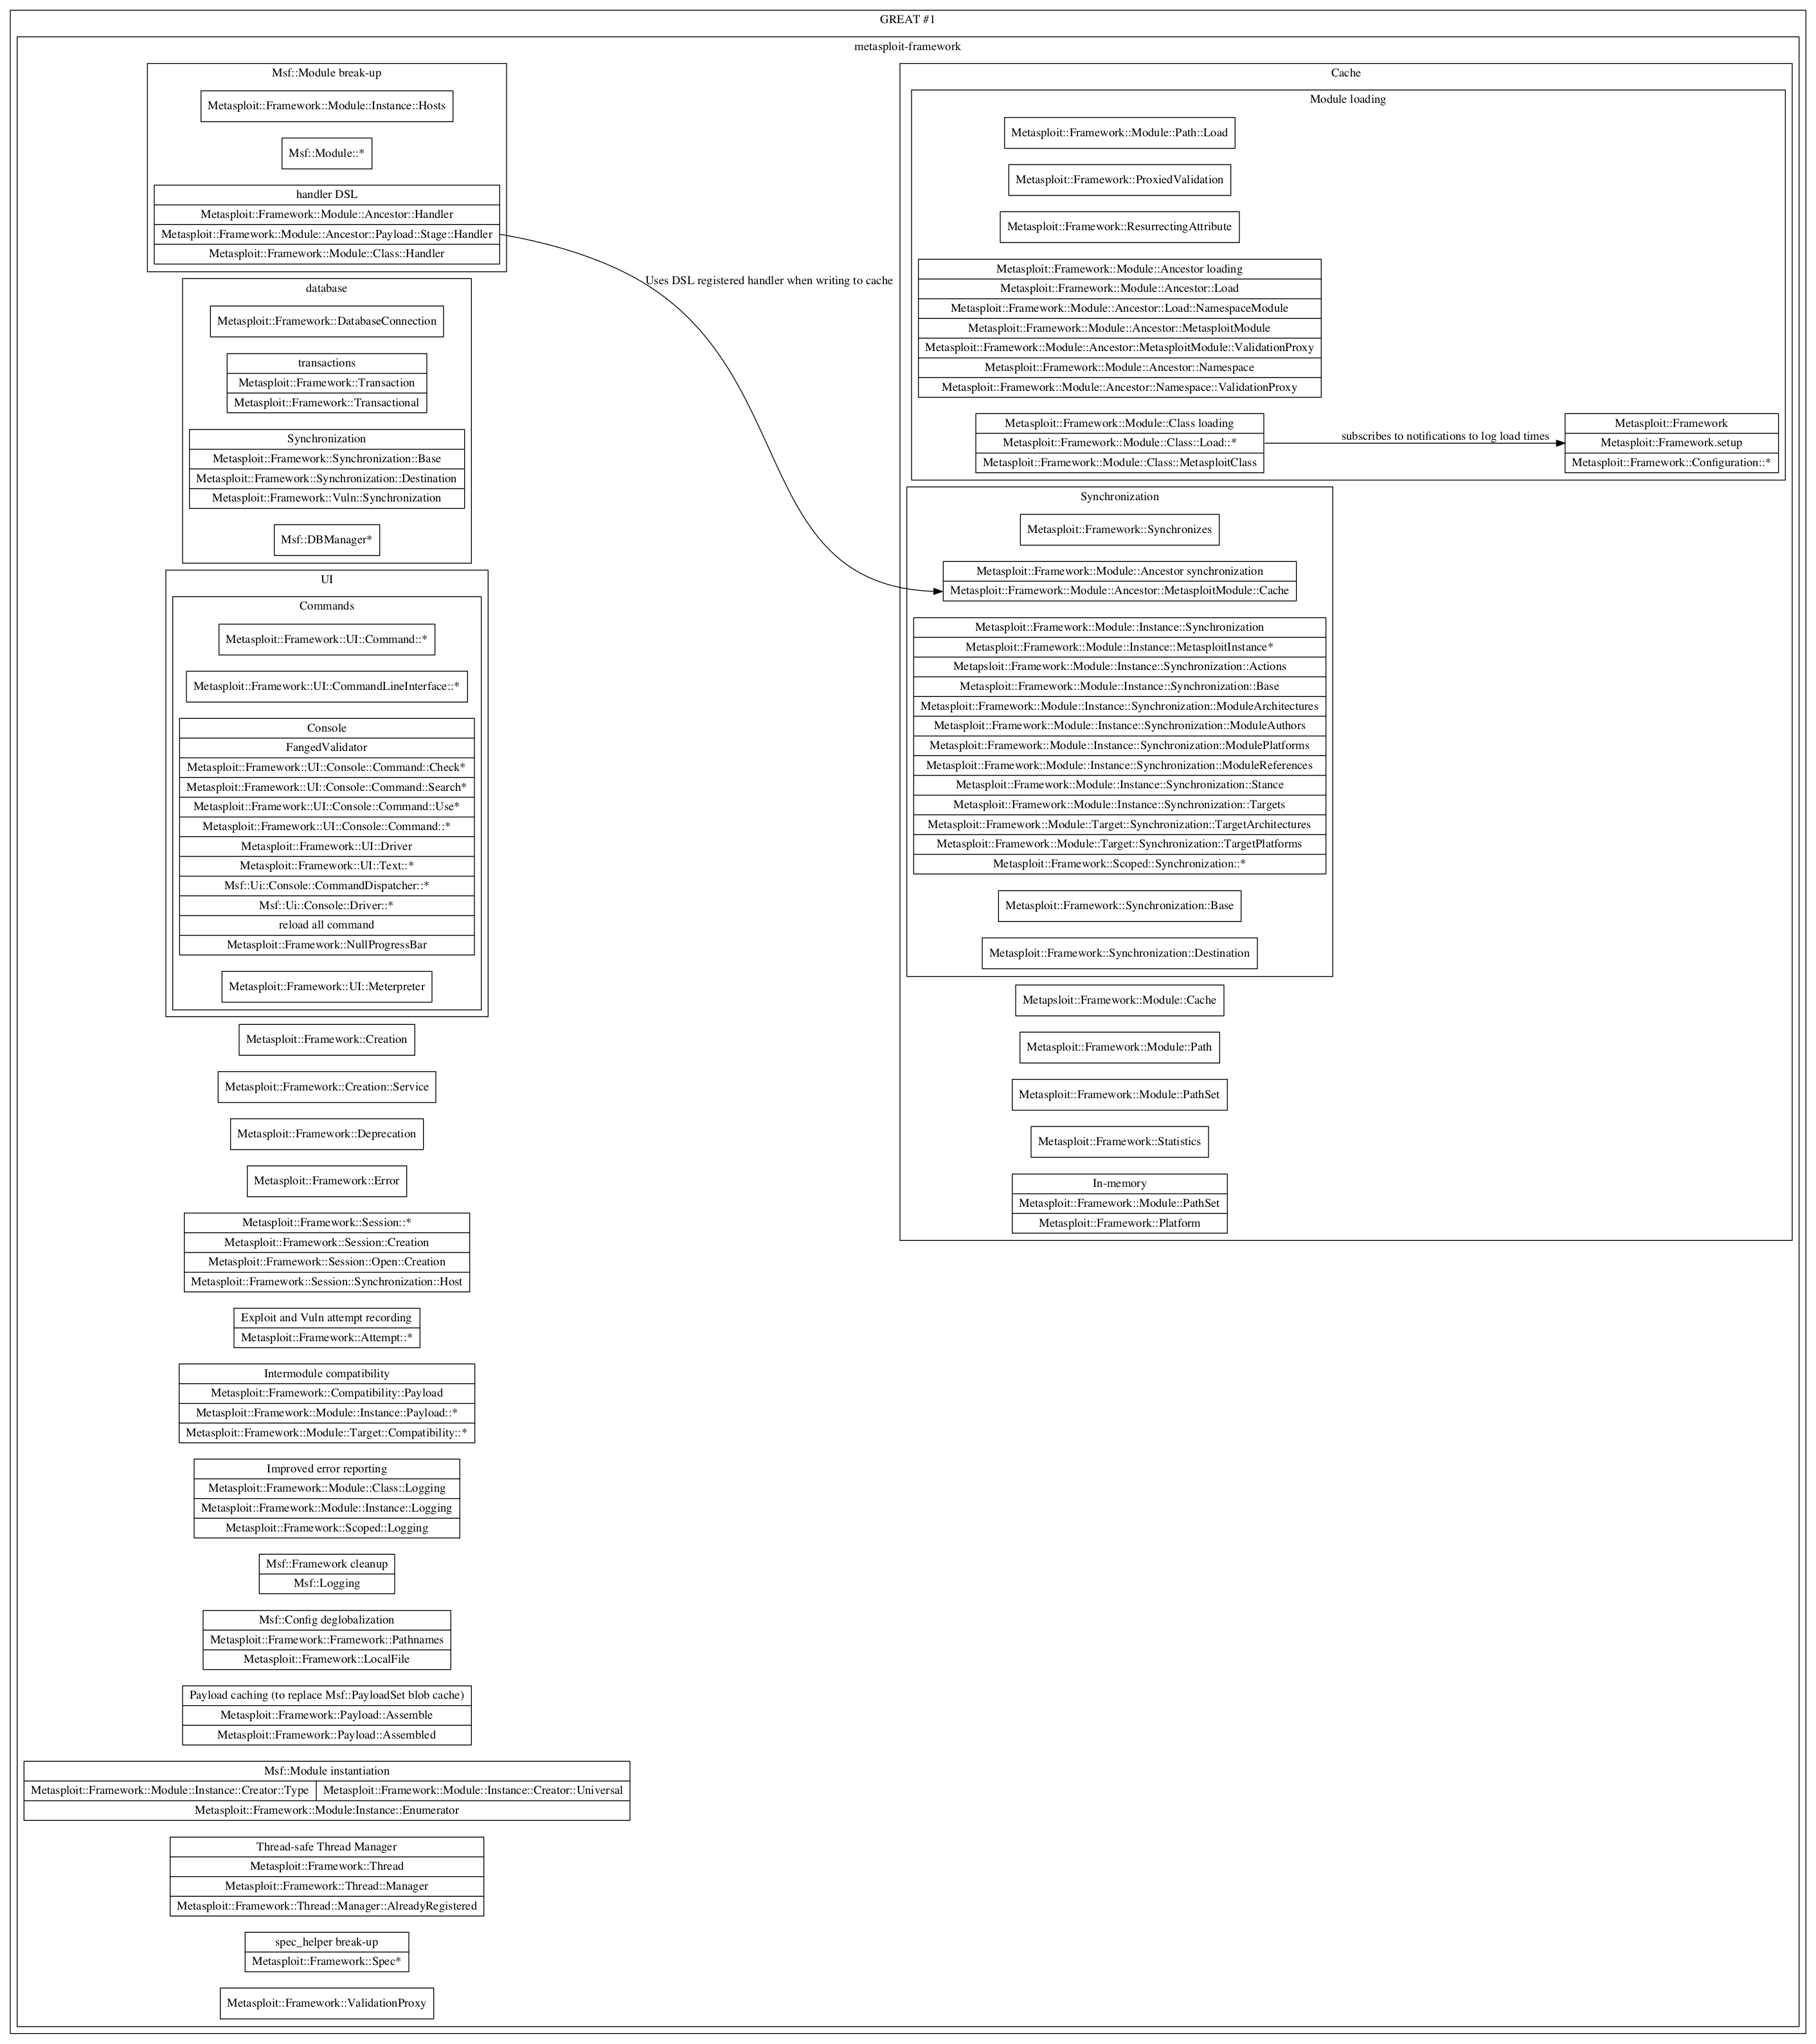 GREAT #1
metasploit-framework
Msf::Module break-up
Metasploit::Framework::Module::Instance::Hosts
Msf::Module::*
handler DSL
Metasploit::Framework::Module::Ancestor::Handler
Metasploit::Framework::Module::Ancestor::Payload::Stage::Handler
Metasploit::Framework::Module::Class::Handler
Uses DSL registered handler when writing to cache
database
Metasploit::Framework::DatabaseConnection
transactions
Metasploit::Framework::Transaction
Metasploit::Framework::Transactional
Synchronization
Metasploit::Framework::Synchronization::Base
Metasploit::Framework::Synchronization::Destination
Metasploit::Framework::Vuln::Synchronization
Msf::DBManager*
UI
Commands
Metasploit::Framework::UI::Command::*
Metasploit::Framework::UI::CommandLineInterface::*
Console
FangedValidator
Metasploit::Framework::UI::Console::Command::Check*
Metasploit::Framework::UI::Console::Command::Search*
Metasploit::Framework::UI::Console::Command::Use*
Metasploit::Framework::UI::Console::Command::*
Metasploit::Framework::UI::Driver
Metasploit::Framework::UI::Text::*
Msf::Ui::Console::CommandDispatcher::*
Msf::Ui::Console::Driver::*
reload all command
Metasploit::Framework::NullProgressBar
Metasploit::Framework::UI::Meterpreter
Metasploit::Framework::Creation
Metasploit::Framework::Creation::Service
Metasploit::Framework::Deprecation
Metasploit::Framework::Error
Metasploit::Framework::Session::*
Metasploit::Framework::Session::Creation
Metasploit::Framework::Session::Open::Creation
Metasploit::Framework::Session::Synchronization::Host
Exploit and Vuln attempt recording
Metasploit::Framework::Attempt::*
Intermodule compatibility
Metasploit::Framework::Compatibility::Payload
Metasploit::Framework::Module::Instance::Payload::*
Metasploit::Framework::Module::Target::Compatibility::*
Improved error reporting
Metasploit::Framework::Module::Class::Logging
Metasploit::Framework::Module::Instance::Logging
Metasploit::Framework::Scoped::Logging
Msf::Framework cleanup
Msf::Logging
Msf::Config deglobalization
Metasploit::Framework::Framework::Pathnames
Metasploit::Framework::LocalFile
Payload caching (to replace Msf::PayloadSet blob cache)
Metasploit::Framework::Payload::Assemble
Metasploit::Framework::Payload::Assembled
Msf::Module instantiation
Metasploit::Framework::Module::Instance::Creator::Type
Metasploit::Framework::Module::Instance::Creator::Universal
Metasploit::Framework::Module:Instance::Enumerator
Thread-safe Thread Manager
Metasploit::Framework::Thread
Metasploit::Framework::Thread::Manager
Metasploit::Framework::Thread::Manager::AlreadyRegistered
spec_helper break-up
Metasploit::Framework::Spec*
Metasploit::Framework::ValidationProxy
Cache
Module loading
Metasploit::Framework::Module::Path::Load
Metasploit::Framework::ProxiedValidation
Metasploit::Framework::ResurrectingAttribute
Metasploit::Framework::Module::Ancestor loading
Metasploit::Framework::Module::Ancestor::Load
Metasploit::Framework::Module::Ancestor::Load::NamespaceModule
Metasploit::Framework::Module::Ancestor::MetasploitModule
Metasploit::Framework::Module::Ancestor::MetasploitModule::ValidationProxy
Metasploit::Framework::Module::Ancestor::Namespace
Metasploit::Framework::Module::Ancestor::Namespace::ValidationProxy
Metasploit::Framework::Module::Class loading
Metasploit::Framework::Module::Class::Load::*
Metasploit::Framework::Module::Class::MetasploitClass
subscribes to notifications to log load times
Metasploit::Framework
Metasploit::Framework.setup
Metasploit::Framework::Configuration::*
Synchronization
Metasploit::Framework::Synchronizes
Metasploit::Framework::Module::Ancestor synchronization
Metasploit::Framework::Module::Ancestor::MetasploitModule::Cache
Metasploit::Framework::Module::Instance::Synchronization
Metasploit::Framework::Module::Instance::MetasploitInstance*
Metapsloit::Framework::Module::Instance::Synchronization::Actions
Metasploit::Framework::Module::Instance::Synchronization::Base
Metasploit::Framework::Module::Instance::Synchronization::ModuleArchitectures
Metasploit::Framework::Module::Instance::Synchronization::ModuleAuthors
Metasploit::Framework::Module::Instance::Synchronization::ModulePlatforms
Metasploit::Framework::Module::Instance::Synchronization::ModuleReferences
Metasploit::Framework::Module::Instance::Synchronization::Stance
Metasploit::Framework::Module::Instance::Synchronization::Targets
Metasploit::Framework::Module::Target::Synchronization::TargetArchitectures
Metasploit::Framework::Module::Target::Synchronization::TargetPlatforms
Metasploit::Framework::Scoped::Synchronization::*
Metasploit::Framework::Synchronization::Base
Metasploit::Framework::Synchronization::Destination
Metapsloit::Framework::Module::Cache
Metasploit::Framework::Module::Path
Metasploit::Framework::Module::PathSet
Metasploit::Framework::Statistics
In-memory
Metasploit::Framework::Module::PathSet
Metasploit::Framework::Platform